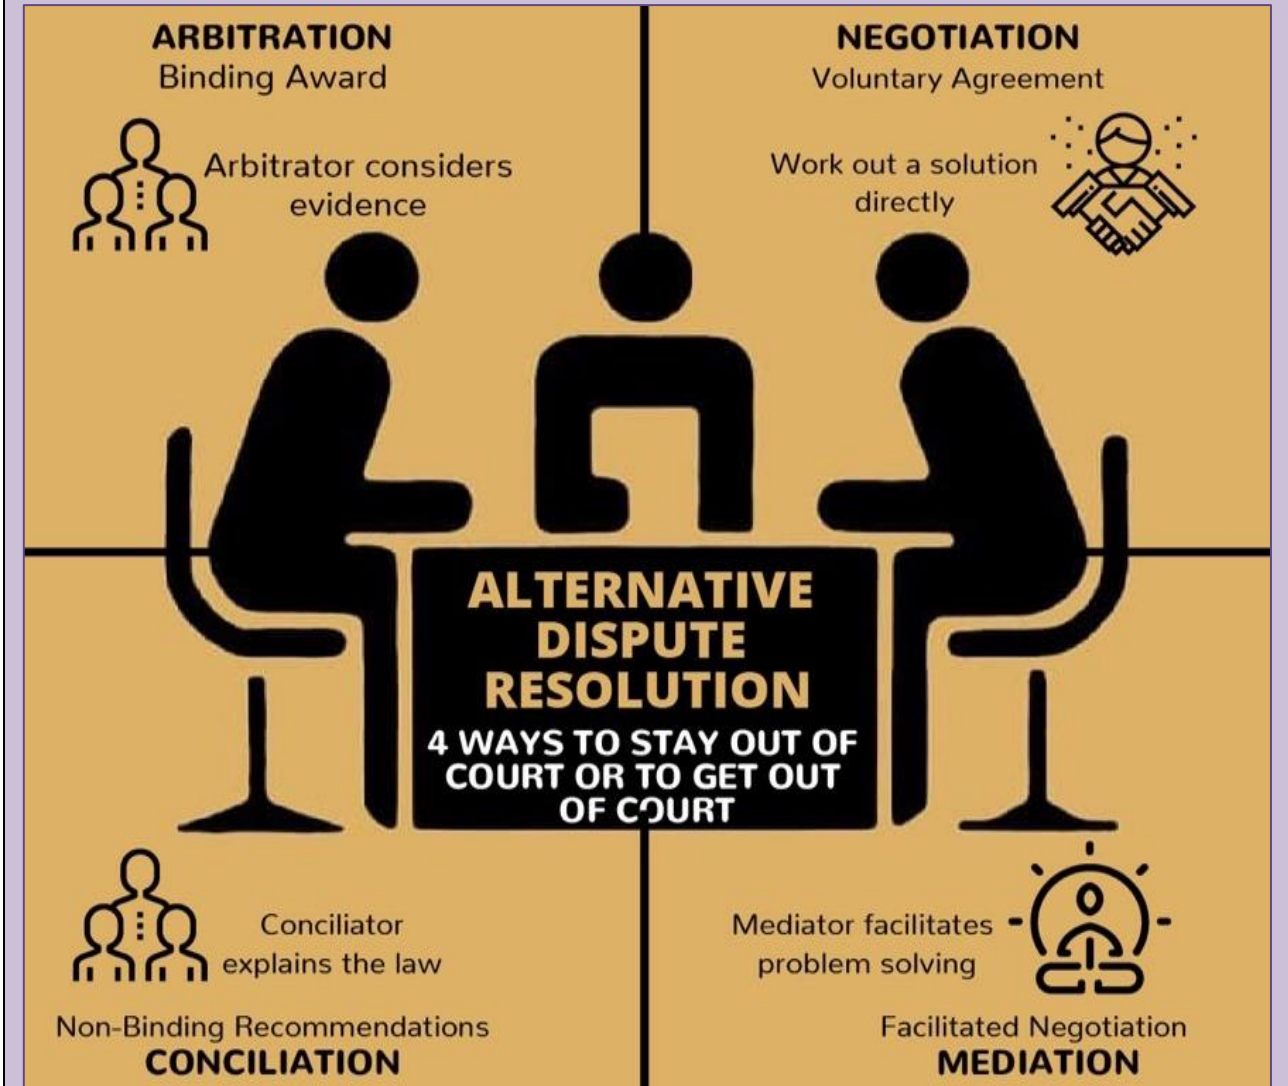 ARBITRATION
Binding Award
Arbitrator considers
evidence
NEGOTIATION
Voluntary Agreement
Work out a solution
directly
ALTERNATIVE
DISPUTE
RESOLUTION
4 WAYS TO STAY OUT OF
COURT OR TO GET OUT
OF COURT
Conciliator
explains the law
Non-Binding Recommendations
CONCILIATION
Mediator facilitates
problem solving
Facilitated Negotiation
MEDIATION